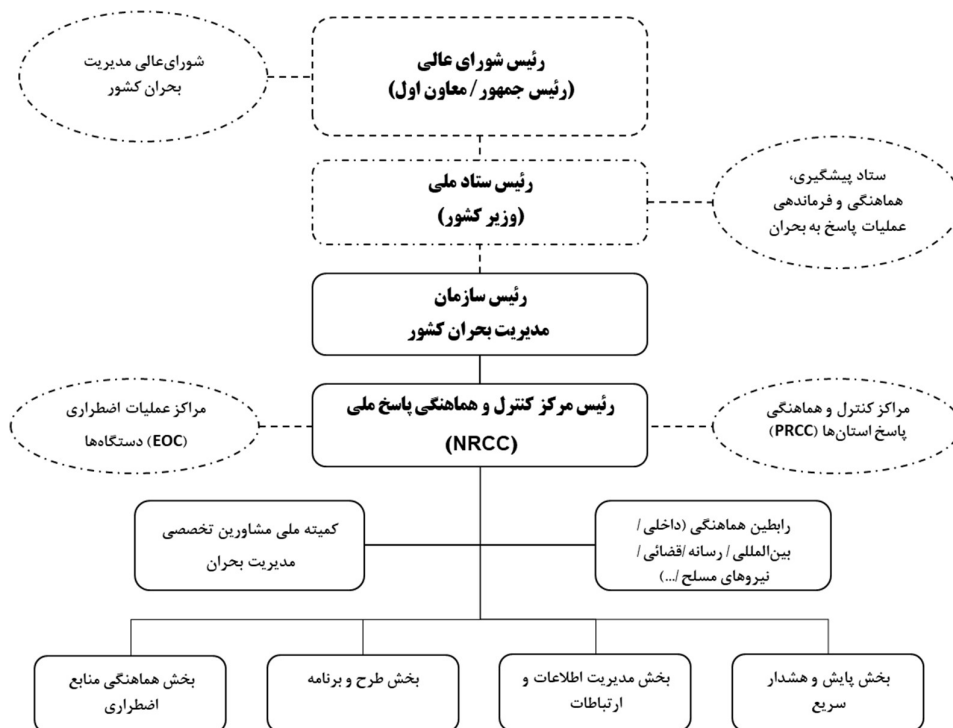 شورای‌عالی مدیریت
بحران کشور
رئیس شورای عالی
(رئیس جمهور/ معاون اول)
ستاد پیشگیری،
هماهنگی و فرماندهی
عملیات پاسخ به بحران
رئیس ستاد ملی
(وزیر کشور)
رئیس سازمان
مدیریت بحران کشور
مراکز کنترل و هماهنگی
پاسخ استان‌ها (PRCC)
رئیس مرکز کنترل و هماهنگی پاسخ ملی
(NRCC)
مراکز عملیات اضطراری
(EOC) دستگاه‌ها
رابطین هماهنگی (داخلی /
بین‌المللی / رسانه /قضائی /
نیروهای مسلح /...)
کمیته ملی مشاورین تخصصی
مدیریت بحران
بخش پایش و هشدار
سریع
بخش مدیریت اطلاعات و
ارتباطات
بخش طرح و برنامه
بخش هماهنگی منابع
اضطراری